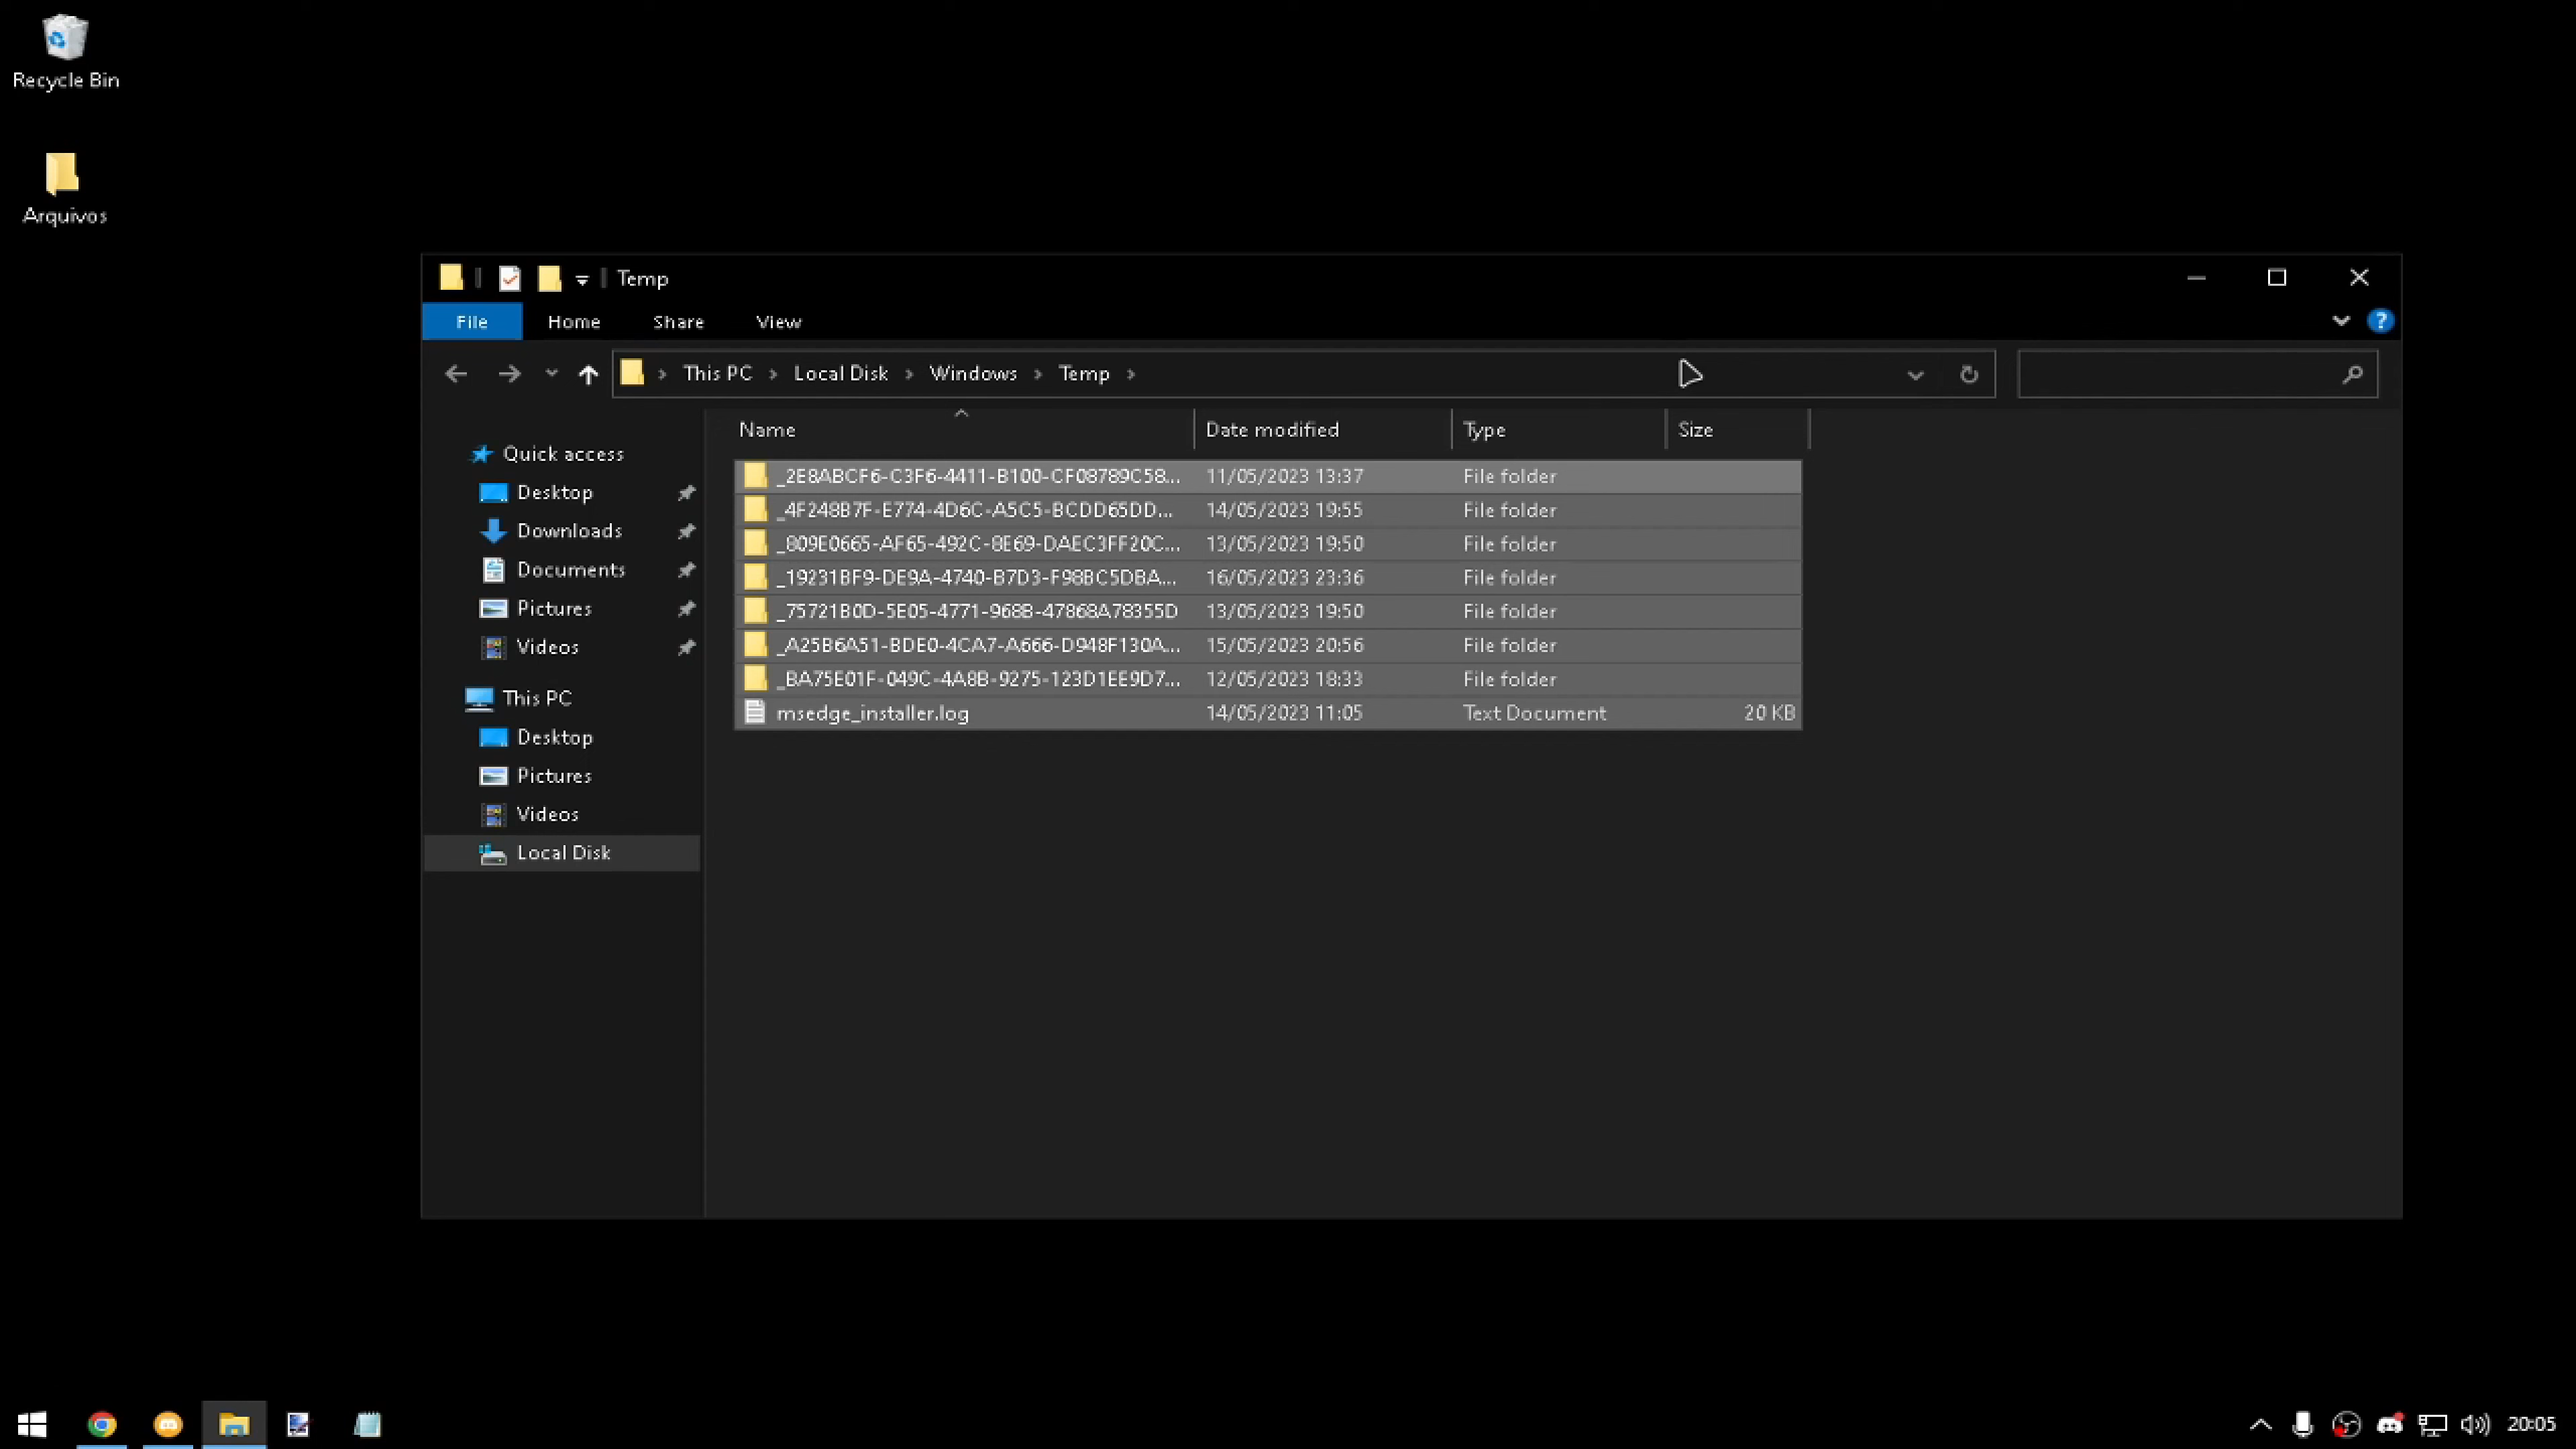 Recycle Bin
Arquivos
Temp
File Home Share View
This PC Local Disk Windows Temp
Name Date modified Type Size
Quick access
Desktop
Downloads
Documents
Pictures
Videos
This PC
Desktop
Pictures
Videos
Local Disk
_2E8ABCF6-C3F6-4411-B100-CF08789C58... 11/05/2023 13:37 File folder
_4F248B7F-E774-4D6C-A5C5-BCDD65DD... 14/05/2023 19:55 File folder
_809E0665-AF65-492C-8E69-DAEC3FF20C... 13/05/2023 19:50 File folder
_19231BF9-DE9A-4740-B7D3-F98BC5DBA... 16/05/2023 23:36 File folder
_75721B0D-5E05-4771-968B-47868A78355D 13/05/2023 19:50 File folder
_A25B6A51-BDE0-4CA7-A666-D948F130A... 15/05/2023 20:56 File folder
_BA75E01F-049C-4A8B-9275-123D1EE9D7... 12/05/2023 18:33 File folder
msedge_installer.log 14/05/2023 11:05 Text Document 20 KB
20:05